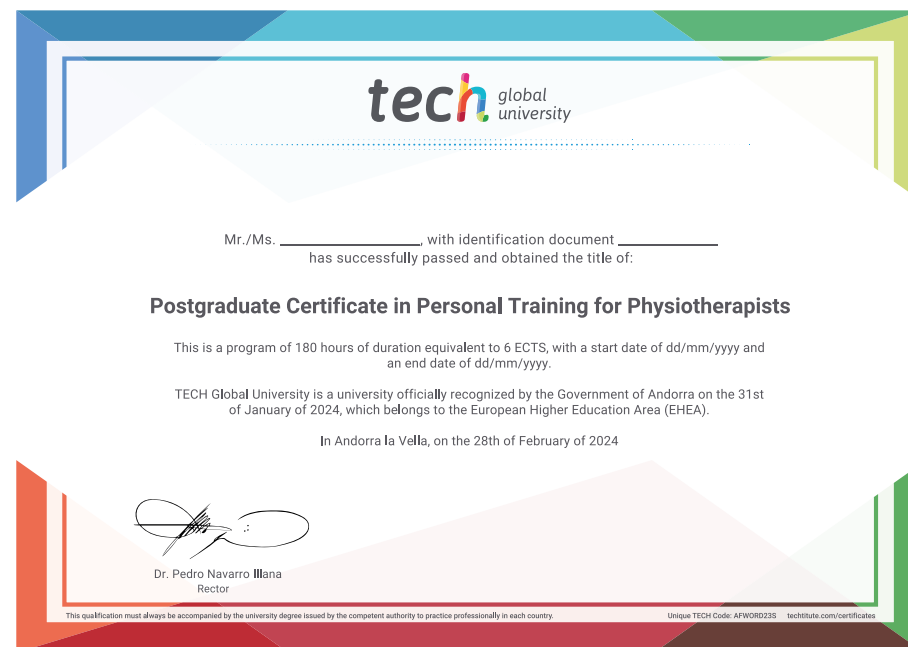 tech global university
Mr./Ms. ______________, with identification document __________
has successfully passed and obtained the title of:
Postgraduate Certificate in Personal Training for Physiotherapists
This is a program of 180 hours of duration equivalent to 6 ECTS, with a start date of dd/mm/yyyy and
an end date of dd/mm/yyyy.
TECH Global University is a university officially recognized by the Government of Andorra on the 31st
of January of 2024, which belongs to the European Higher Education Area (EHEA).
In Andorra la Vella, on the 28th of February of 2024
Dr. Pedro Navarro Illana
Rector
This qualification must always be accompanied by the university degree issued by the competent authority to practice professionally in each country.
Unique TECH Code: AFWORD23S techtitute.com/certificates